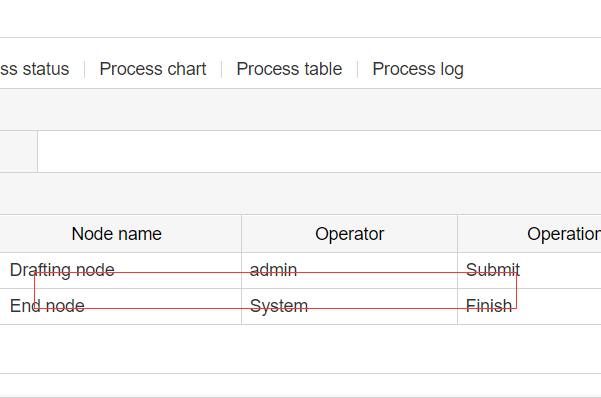 ss status Process chart Process table Process log
Node name Operator Operation
Drafting node admin Submit
End node System Finish